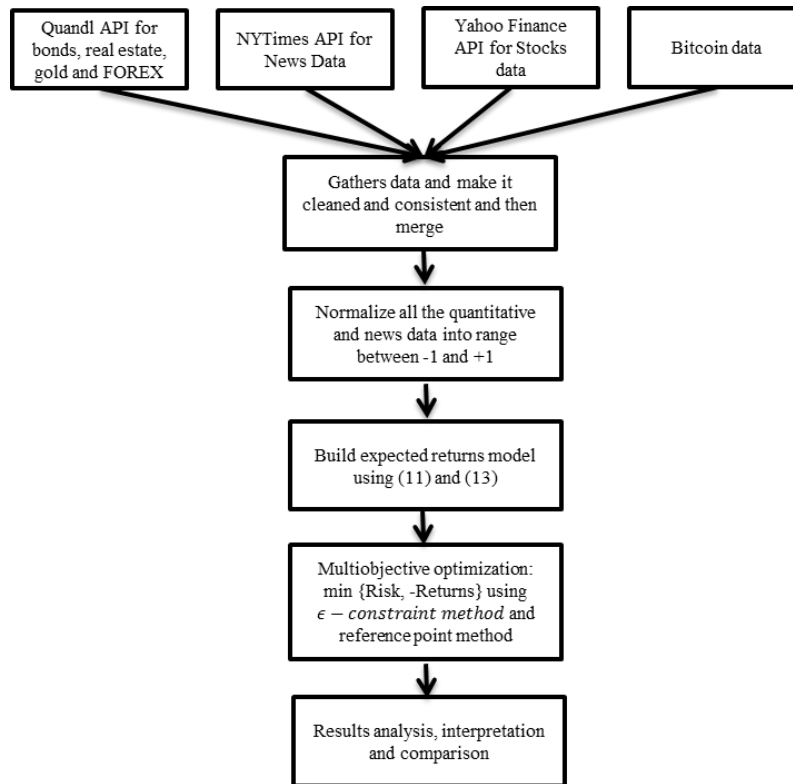 Quandl API for
bonds, real estate,
gold and FOREX
NYTimes API for
News Data
Yahoo Finance
API for Stocks
data
Bitcoin data
Gathers data and make it
cleaned and consistent and then
merge
Normalize all the quantitative
and news data into range
between -1 and +1
Build expected returns model
using (11) and (13)
Multiobjective optimization:
min {Risk, -Returns} using
ϵ − constraint method and
reference point method
Results analysis, interpretation
and comparison